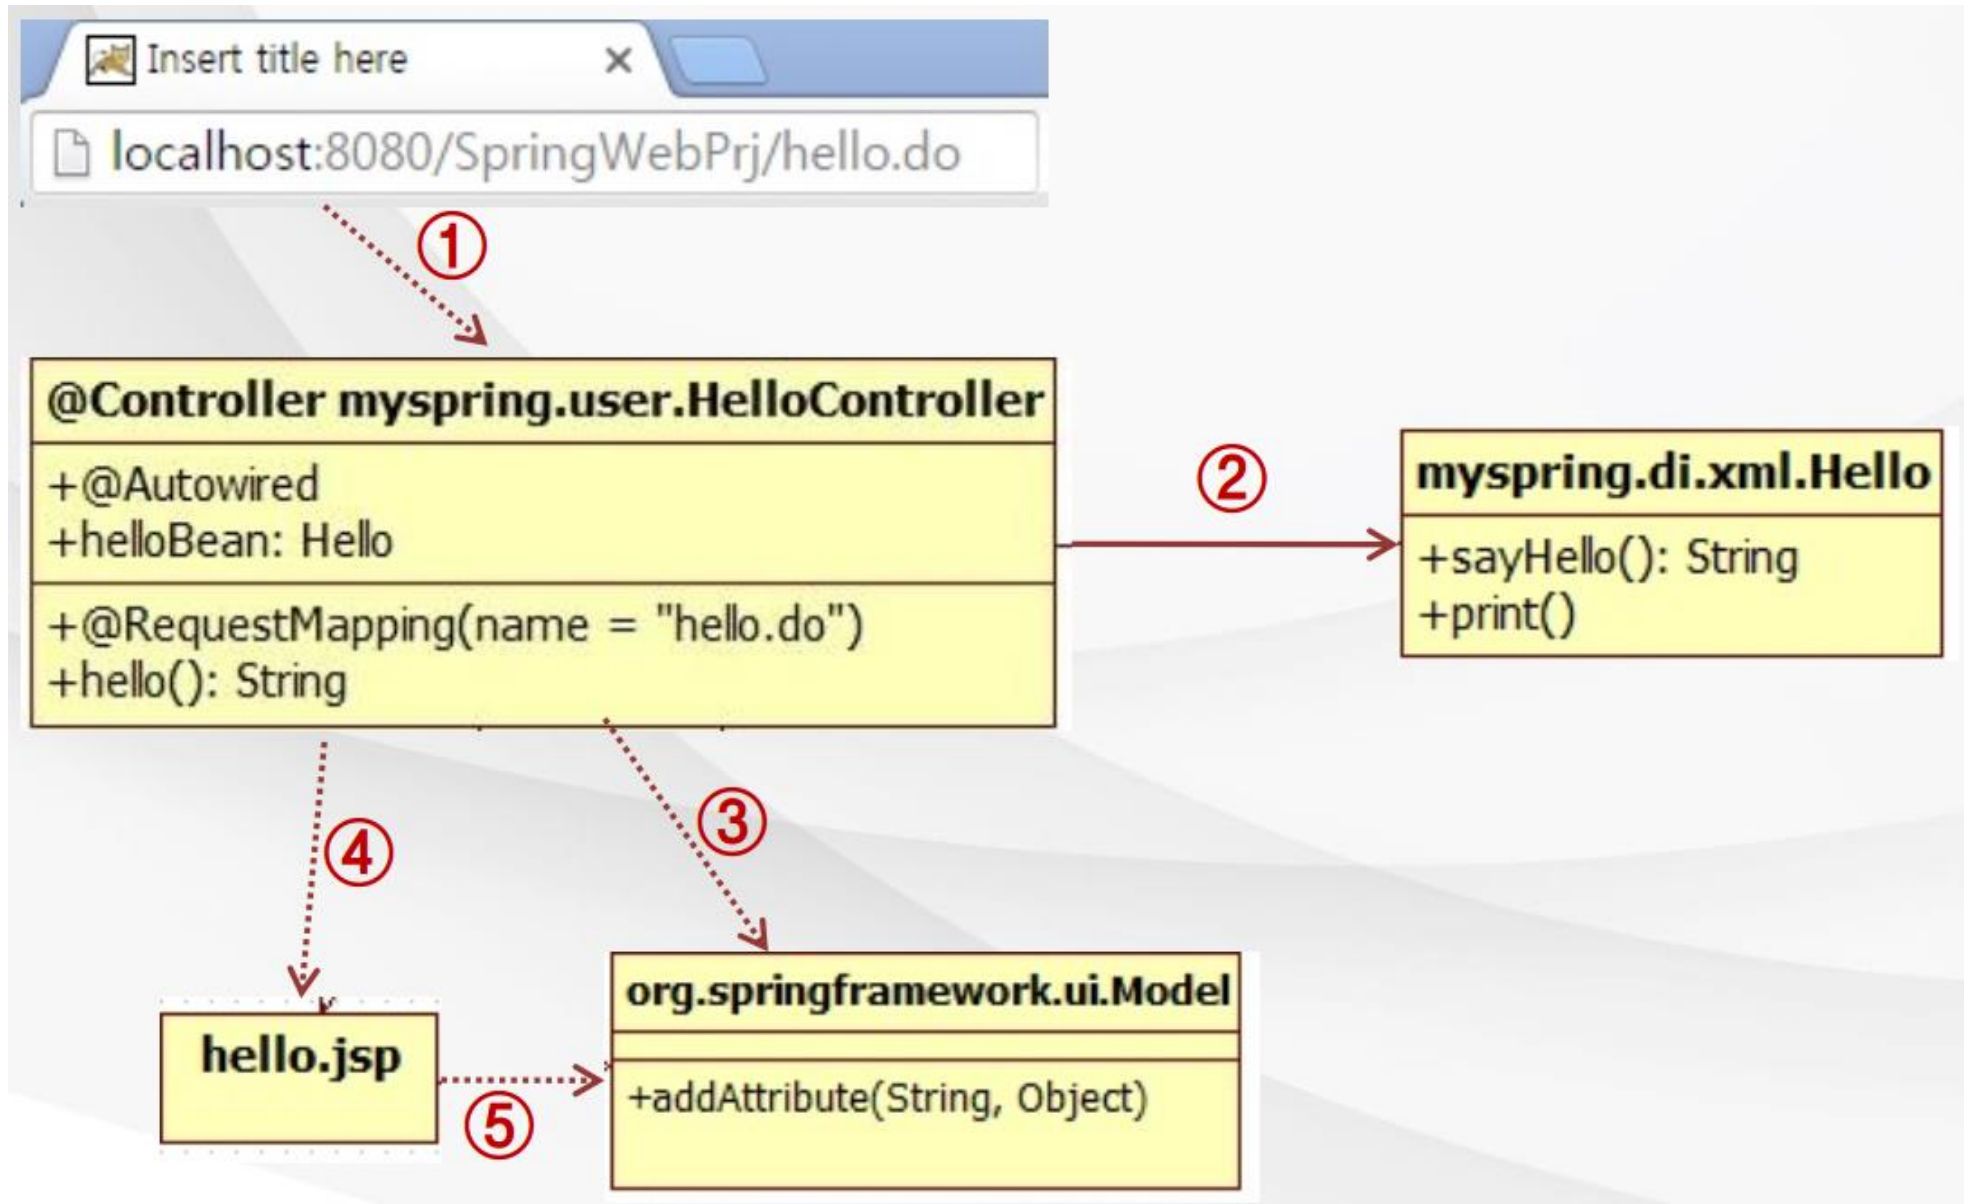 Insert title here
localhost:8080/SpringWebPrj/hello.do
①
@Controller myspring.user.HelloController
+@Autowired
+helloBean: Hello
+@RequestMapping(name = "hello.do")
+hello(): String
②
myspring.di.xml.Hello
+sayHello(): String
+print()
③
④
hello.jsp
⑤
org.springframework.ui.Model
+addAttribute(String, Object)